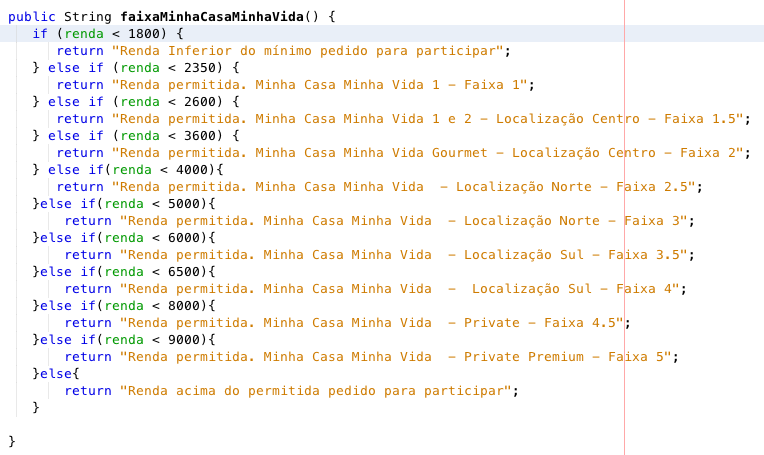 public String faixaMinhaCasaMinhaVida() {
   if (renda < 1800) {
      return "Renda Inferior do mínimo pedido para participar";
   } else if (renda < 2350) {
      return "Renda permitida. Minha Casa Minha Vida 1 – Faixa 1";
   } else if (renda < 2600) {
      return "Renda permitida. Minha Casa Minha Vida 1 e 2 – Localização Centro – Faixa 1.5";
   } else if (renda < 3600) {
      return "Renda permitida. Minha Casa Minha Vida Gourmet – Localização Centro – Faixa 2";
   } else if(renda < 4000){
      return "Renda permitida. Minha Casa Minha Vida  – Localização Norte – Faixa 2.5";
   }else if(renda < 5000){
       return "Renda permitida. Minha Casa Minha Vida  – Localização Norte – Faixa 3";
   }else if(renda < 6000){
       return "Renda permitida. Minha Casa Minha Vida  – Localização Sul – Faixa 3.5";
   }else if(renda < 6500){
       return "Renda permitida. Minha Casa Minha Vida  –  Localização Sul – Faixa 4";
   }else if(renda < 8000){
       return "Renda permitida. Minha Casa Minha Vida  – Private – Faixa 4.5";
   }else if(renda < 9000){
       return "Renda permitida. Minha Casa Minha Vida  – Private Premium – Faixa 5";
   }else{
       return "Renda acima do permitida pedido para participar";
   }
}